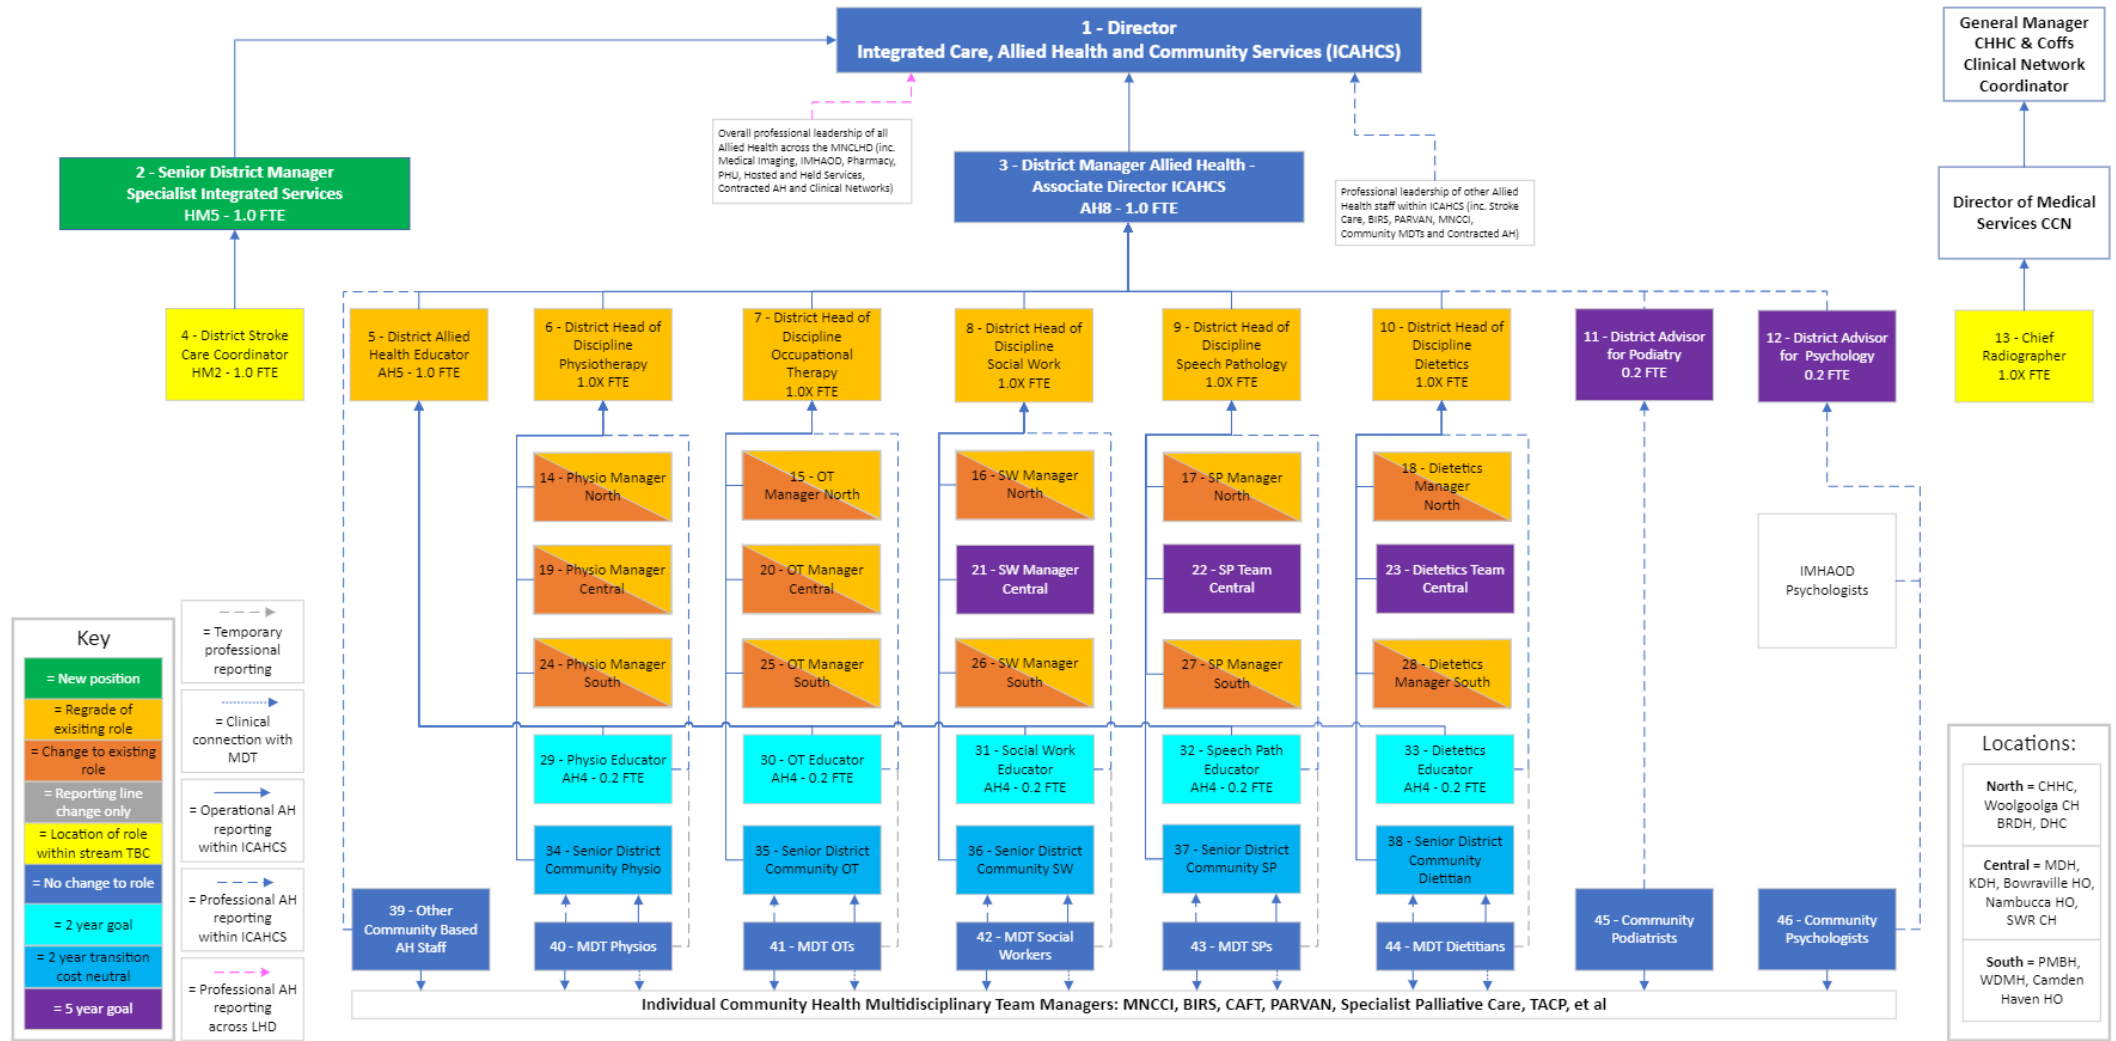 1 - Director
Integrated Care, Allied Health and Community Services (ICAHCS)
General Manager
CHHC & Coffs
Clinical Network
Coordinator
Overall professional leadership of all
Allied Health across the MNCLHD (inc.
Medical Imaging, IMHAOD, Pharmacy,
PHU, Hosted and Held Services,
Contracted AH and Clinical Networks)
2 - Senior District Manager
Specialist Integrated Services
HM5 - 1.0 FTE
3 - District Manager Allied Health -
Associate Director ICAHCS
AH8 - 1.0 FTE
Professional leadership of other Allied
Health staff within ICAHCS (inc. Stroke
Care, BIRS, PARVAN, MNCCI,
Community MDTs and Contracted AH)
Director of Medical
Services CCN
4 - District Stroke
Care Coordinator
HM2 - 1.0 FTE
5 - District Allied
Health Educator
AH5 - 1.0 FTE
6 - District Head of
Discipline
Physiotherapy
1.0X FTE
7 - District Head of
Discipline
Occupational
Therapy
1.0X FTE
8 - District Head of
Discipline
Social Work
1.0X FTE
9 - District Head of
Discipline
Speech Pathology
1.0X FTE
10 - District Head of
Discipline
Dietetics
1.0X FTE
11 - District Advisor
for Podiatry
0.2 FTE
12 - District Advisor
for Psychology
0.2 FTE
13 - Chief
Radiographer
1.0X FTE
14 - Physio Manager
North
15 - OT
Manager North
16 - SW Manager
North
17 - SP Manager
North
18 - Dietetics
Manager
North
19 - Physio Manager
Central
20 - OT Manager
Central
21 - SW Manager
Central
22 - SP Team
Central
23 - Dietetics Team
Central
IMHAOD
Psychologists
24 - Physio Manager
South
25 - OT Manager
South
26 - SW Manager
South
27 - SP Manager
South
28 - Dietetics
Manager South
29 - Physio Educator
AH4 - 0.2 FTE
30 - OT Educator
AH4 - 0.2 FTE
31 - Social Work
Educator
AH4 - 0.2 FTE
32 - Speech Path
Educator
AH4 - 0.2 FTE
33 - Dietetics
Educator
AH4 - 0.2 FTE
34 - Senior District
Community Physio
35 - Senior District
Community OT
36 - Senior District
Community SW
37 - Senior District
Community SP
38 - Senior District
Community
Dietitian
39 - Other
Community Based
AH Staff
40 - MDT Physios
41 - MDT OTs
42 - MDT Social
Workers
43 - MDT SPs
44 - MDT Dietitians
45 - Community
Podiatrists
46 - Community
Psychologists
Individual Community Health Multidisciplinary Team Managers: MNCCI, BIRS, CAFT, PARVAN, Specialist Palliative Care, TACP, et al
Key
= New position
= Regrade of
exisiting role
= Change to existing
role
= Reporting line
change only
= Location of role
within stream TBC
= No change to role
= 2 year goal
= 2 year transition
cost neutral
= 5 year goal
= Temporary
professional
reporting
= Clinical
connection with
MDT
= Operational AH
reporting
within ICAHCS
= Professional AH
reporting
within ICAHCS
= Professional AH
reporting
across LHD
Locations:
North = CHHC,
Woolgoolga CH
BRDH, DHC
Central = MDH,
KDH, Bowraville HO,
Nambucca HO,
SWR CH
South = PMBH,
WDMH, Camden
Haven HO